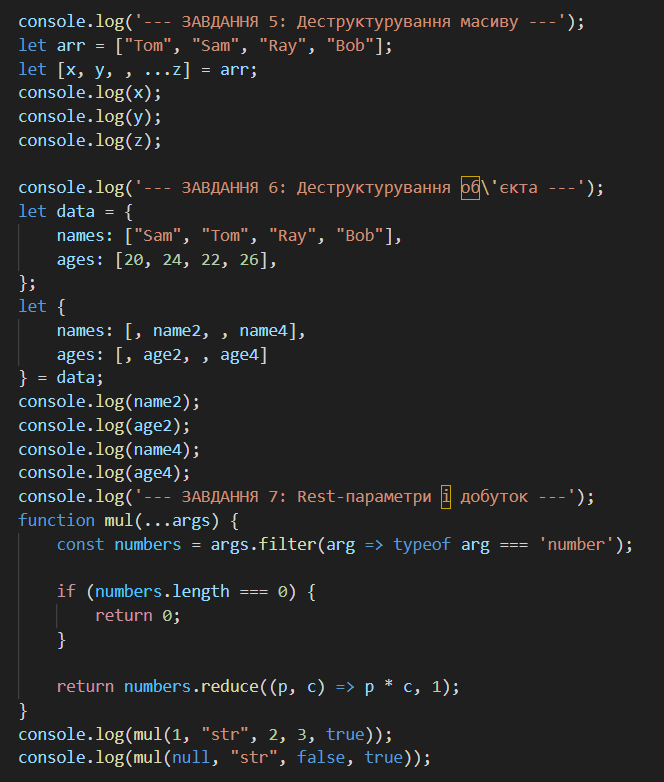 console.log('--- ЗАВДАННЯ 5: Деструктурування масиву ---');
let arr = ["Tom", "Sam", "Ray", "Bob"];
let [x, y, , ...z] = arr;
console.log(x);
console.log(y);
console.log(z);
console.log('--- ЗАВДАННЯ 6: Деструктурування об\'єкта ---');
let data = {
    names: ["Sam", "Tom", "Ray", "Bob"],
    ages: [20, 24, 22, 26],
};
let {
    names: [, name2, , name4],
    ages: [, age2, , age4]
} = data;
console.log(name2);
console.log(age2);
console.log(name4);
console.log(age4);
console.log('--- ЗАВДАННЯ 7: Rest-параметри і добуток ---');
function mul(...args) {
    const numbers = args.filter(arg => typeof arg === 'number');
    if (numbers.length === 0) {
        return 0;
    }
    return numbers.reduce((p, c) => p * c, 1);
}
console.log(mul(1, "str", 2, 3, true));
console.log(mul(null, "str", false, true));